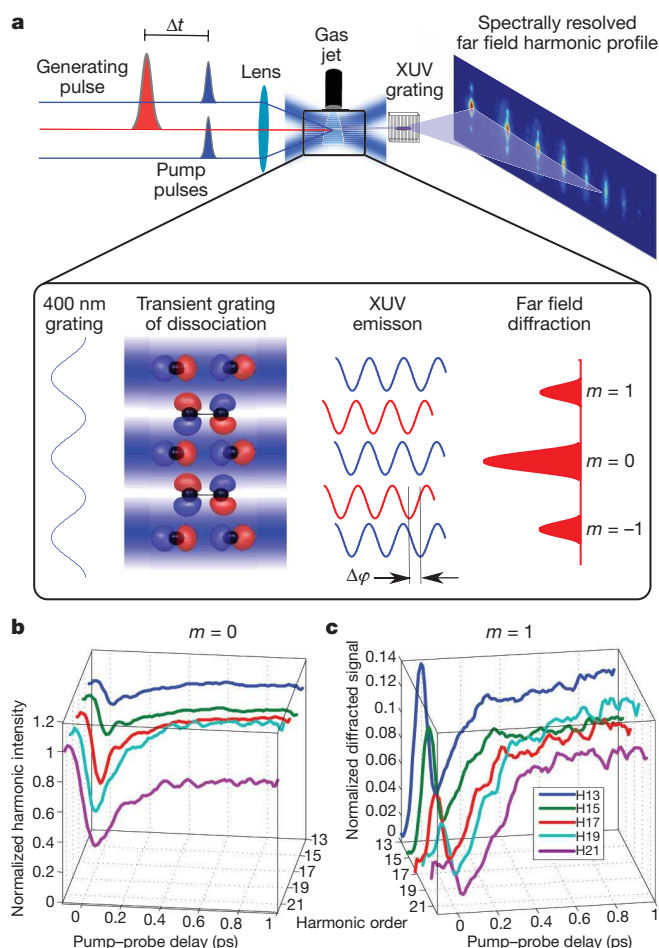 a
Δt
Generating
pulse
Lens
Gas
jet
XUV
grating
Spectrally resolved
far field harmonic profile
Pump
pulses
400 nm
grating
Transient grating
of dissociation
XUV
emisson
Far field
diffraction
m = 1
m = 0
m = −1
Δφ
b
m = 0
Normalized harmonic intensity
1.2
1
0.8
0.6
0.4
0.2
0
0
0.2
0.4
0.6
0.8
1
Pump–probe delay (ps)
13
15
17
19
21
Harmonic order
c
m = 1
Normalized diffracted signal
0.14
0.12
0.1
0.08
0.06
0.04
0.02
0
13
15
17
19
21
0
0.2
0.4
0.6
0.8
1
Pump–probe delay (ps)
H13
H15
H17
H19
H21